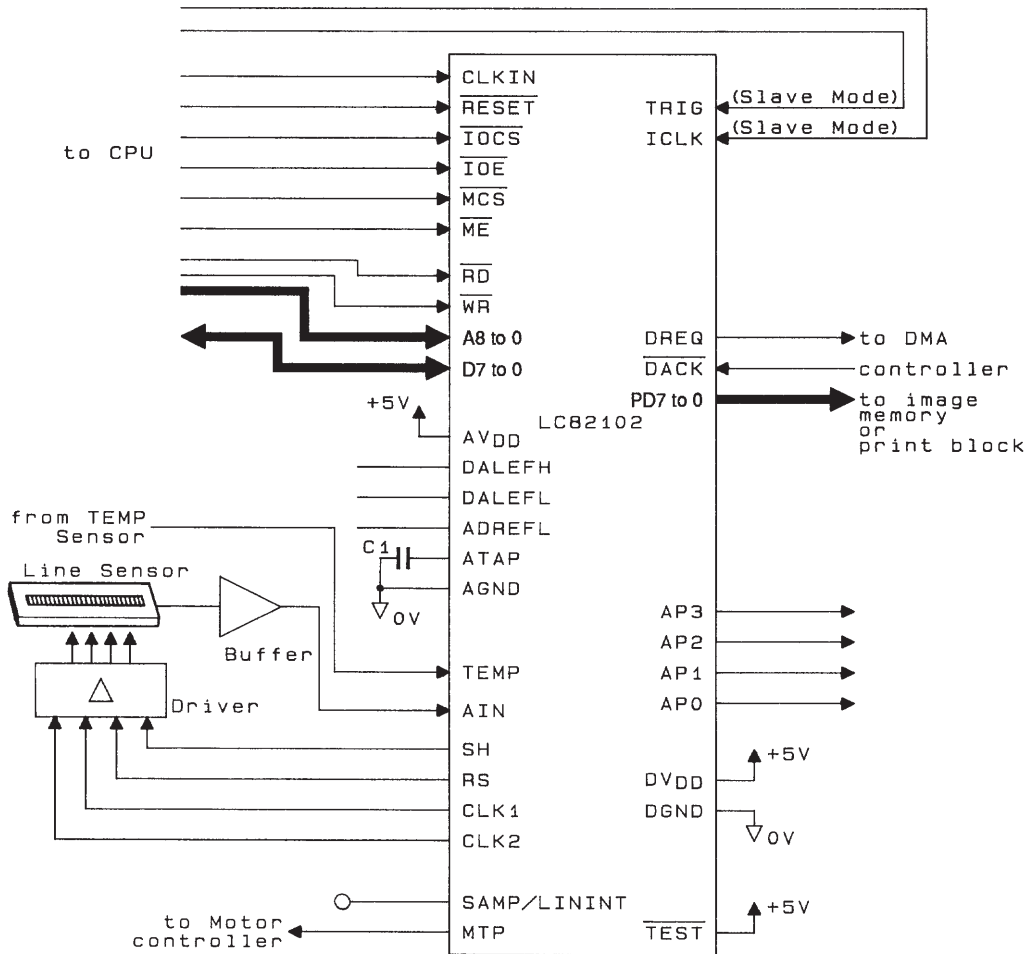 CLKIN
RESET
TRIG
(Slave Mode)
IOCS
ICLK
(Slave Mode)
to CPU
IOE
MCS
ME
RD
WR
A8 to 0
DREQ
to DMA
D7 to 0
DACK
controller
+5V
PD7 to 0
to image
memory
or
print block
LC82102
AVDD
DALEFH
DALEFL
from TEMP
Sensor
ADREFL
C1
ATAP
Line Sensor
AGND
0V
AP3
Buffer
AP2
TEMP
AP1
Driver
AIN
AP0
SH
+5V
RS
DVDD
CLK1
DGND
CLK2
0V
SAMP/LININT
+5V
to Motor
controller
MTP
TEST